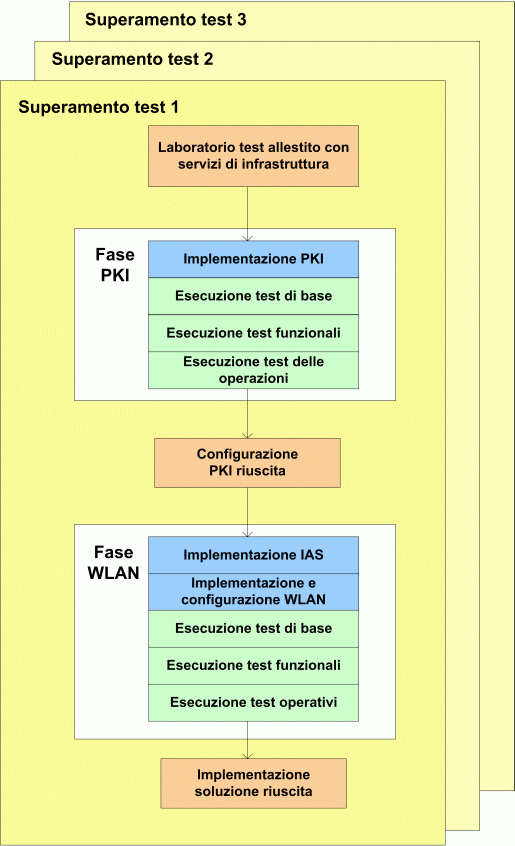 Superamento test 3
Superamento test 2
Superamento test 1
Laboratorio test allestito con
servizi di infrastruttura
Fase
PKI
Implementazione PKI
Esecuzione test di base
Esecuzione test funzionali
Esecuzione test delle
operazioni
Configurazione
PKI riuscita
Fase
WLAN
Implementazione IAS
Implementazione e
configurazione WLAN
Esecuzione test di base
Esecuzione test funzionali
Esecuzione test operativi
Implementazione
soluzione riuscita